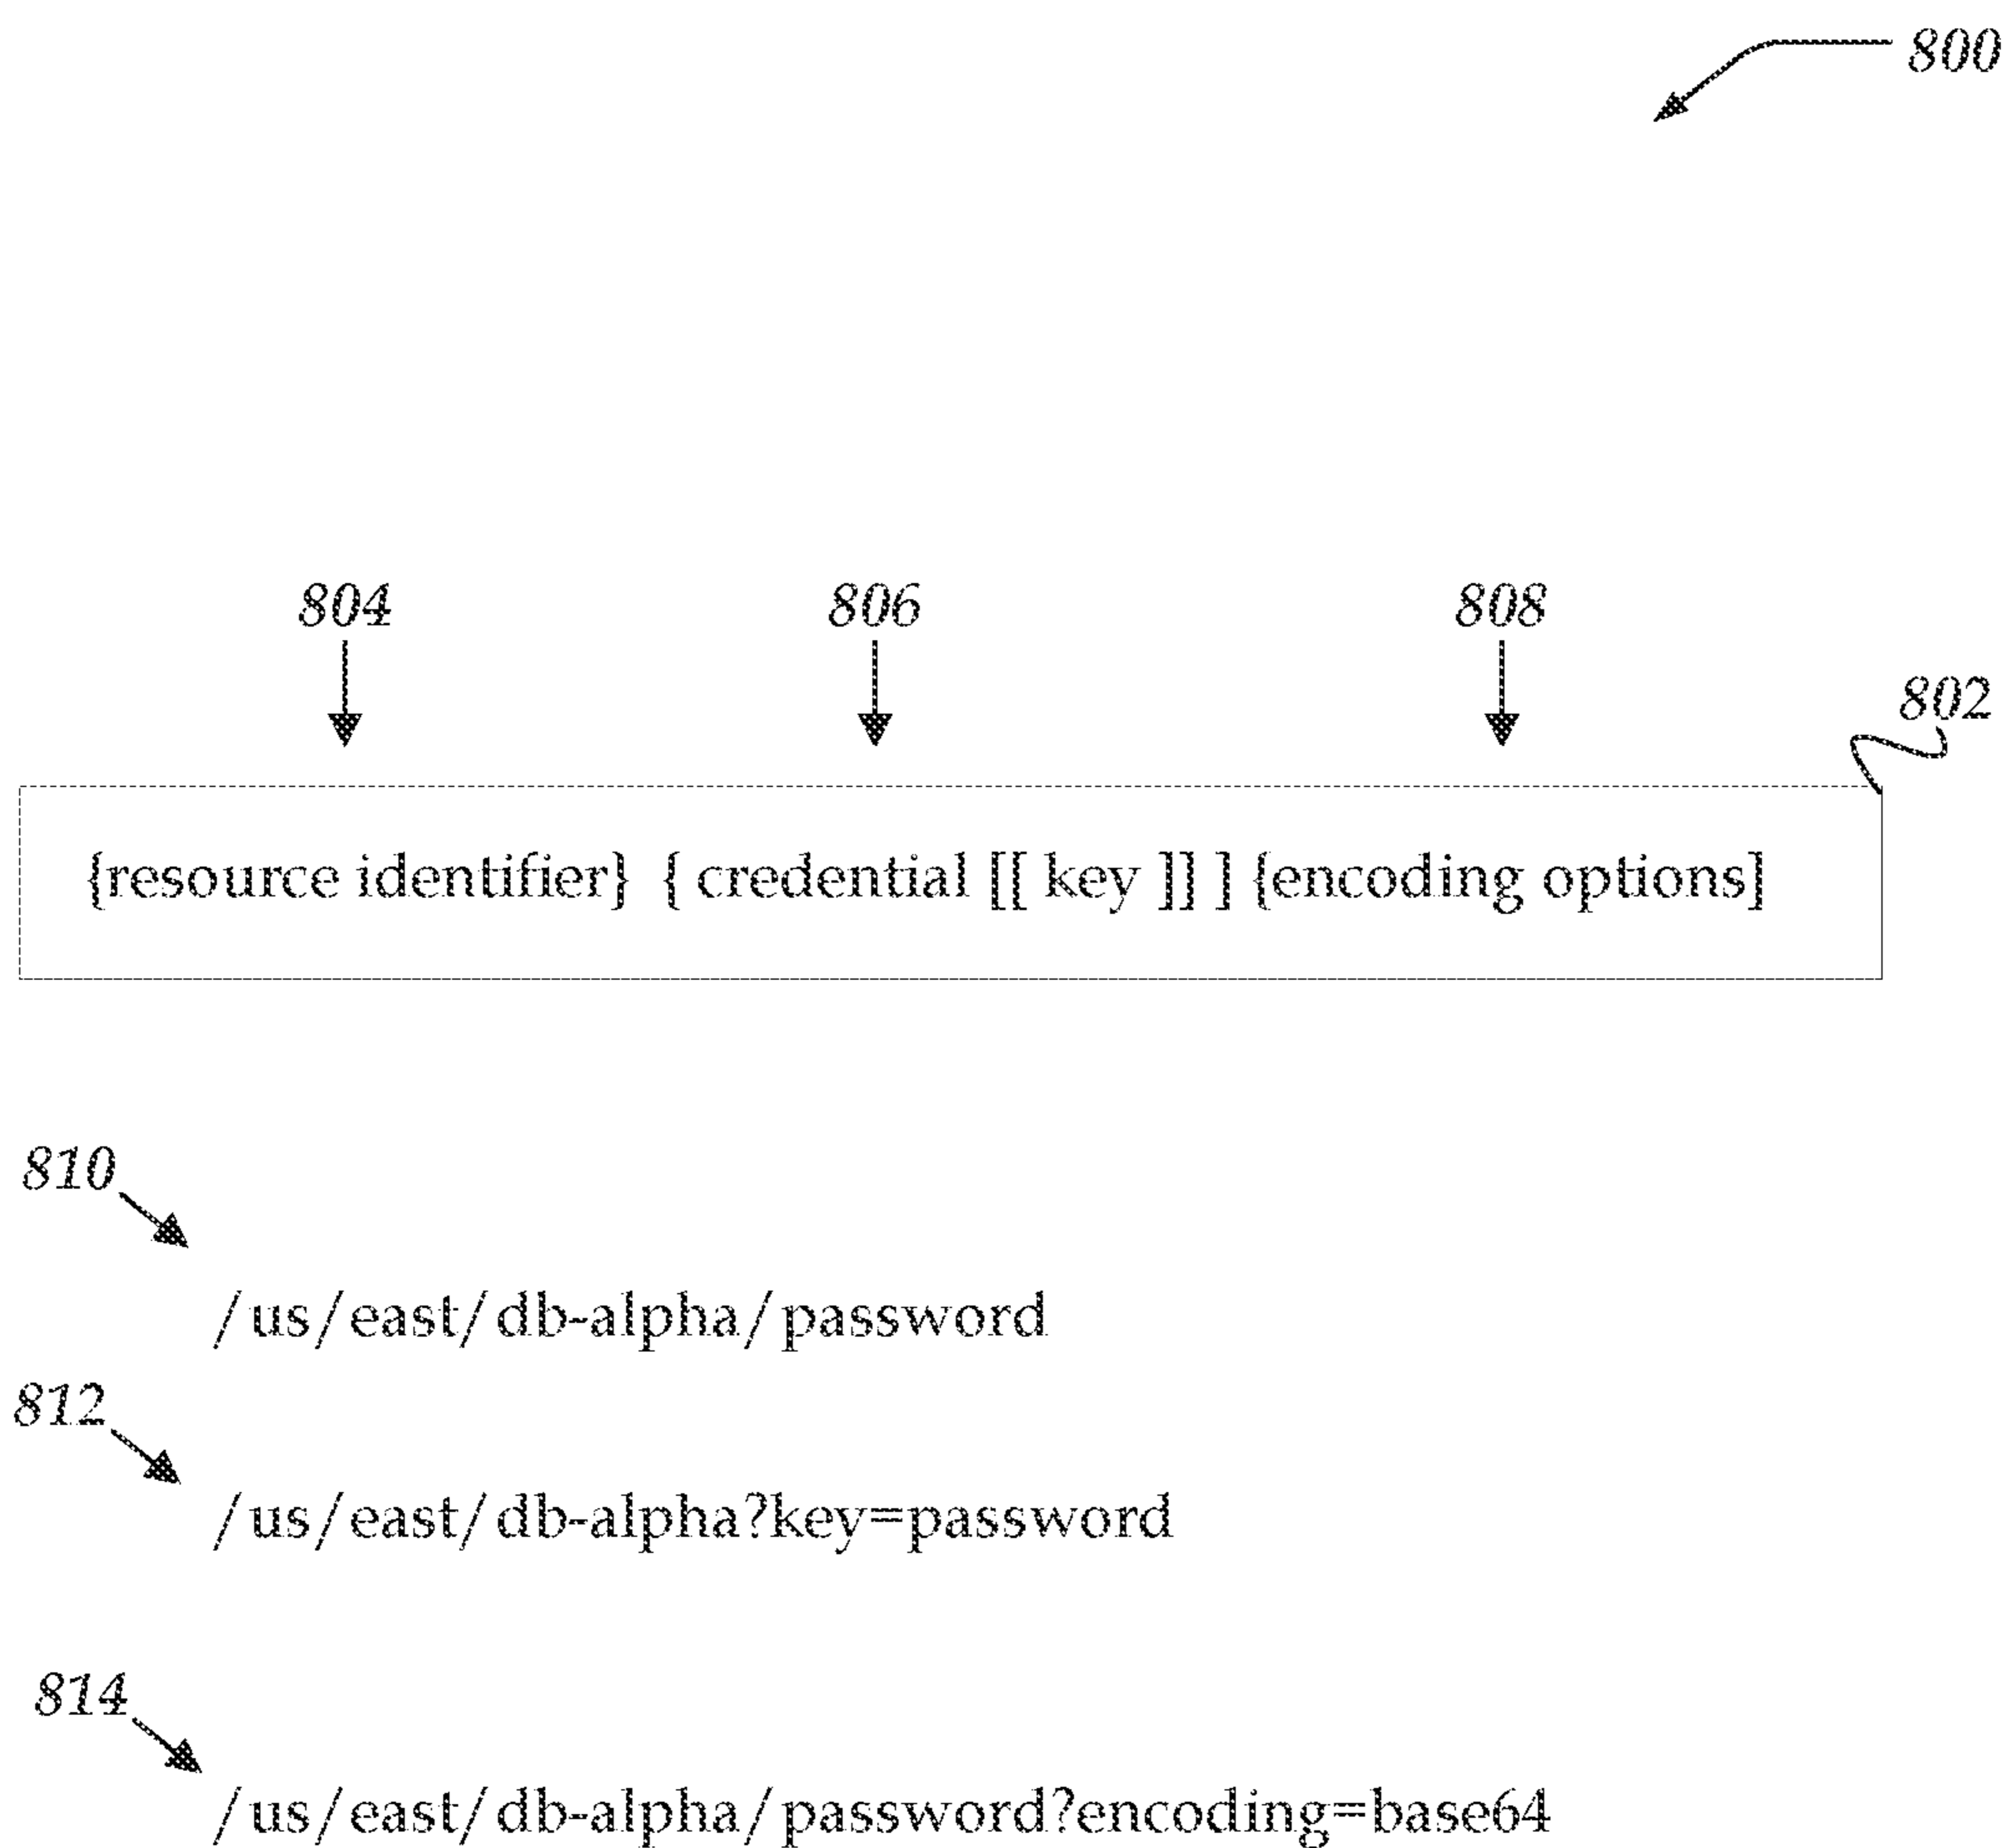 800
804 806 808
802
{resource identifier} { credential [[ key ]] ] {encoding options]
810
/us/east/db-alpha/password
812
/us/east/db-alpha?key=password
814
/us/east/db-alpha/password?encoding=base64